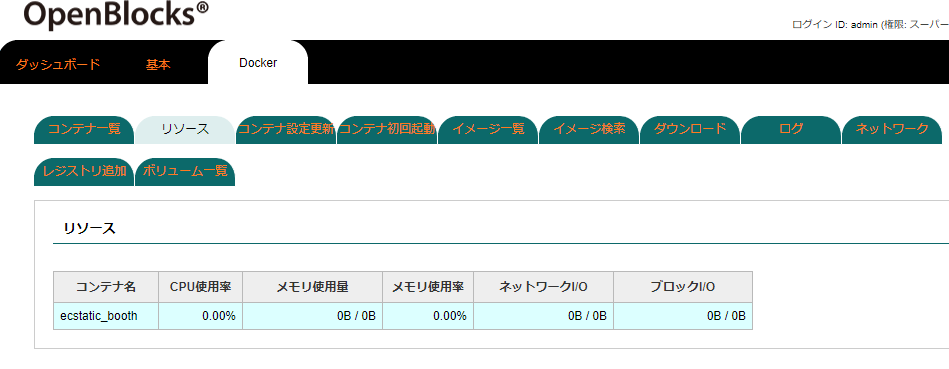 OpenBlocks®
ログイン ID: admin (権限: スーパー
ダッシュボード 基本 Docker
コンテナ一覧 リソース コンテナ設定更新 コンテナ初回起動 イメージ一覧 イメージ検索 ダウンロード ログ ネットワーク
レジストリ追加 ボリューム一覧
リソース
コンテナ名 CPU使用率 メモリ使用量 メモリ使用率 ネットワークI/O ブロックI/O
ecstatic_booth 0.00% 0B / 0B 0.00% 0B / 0B 0B / 0B